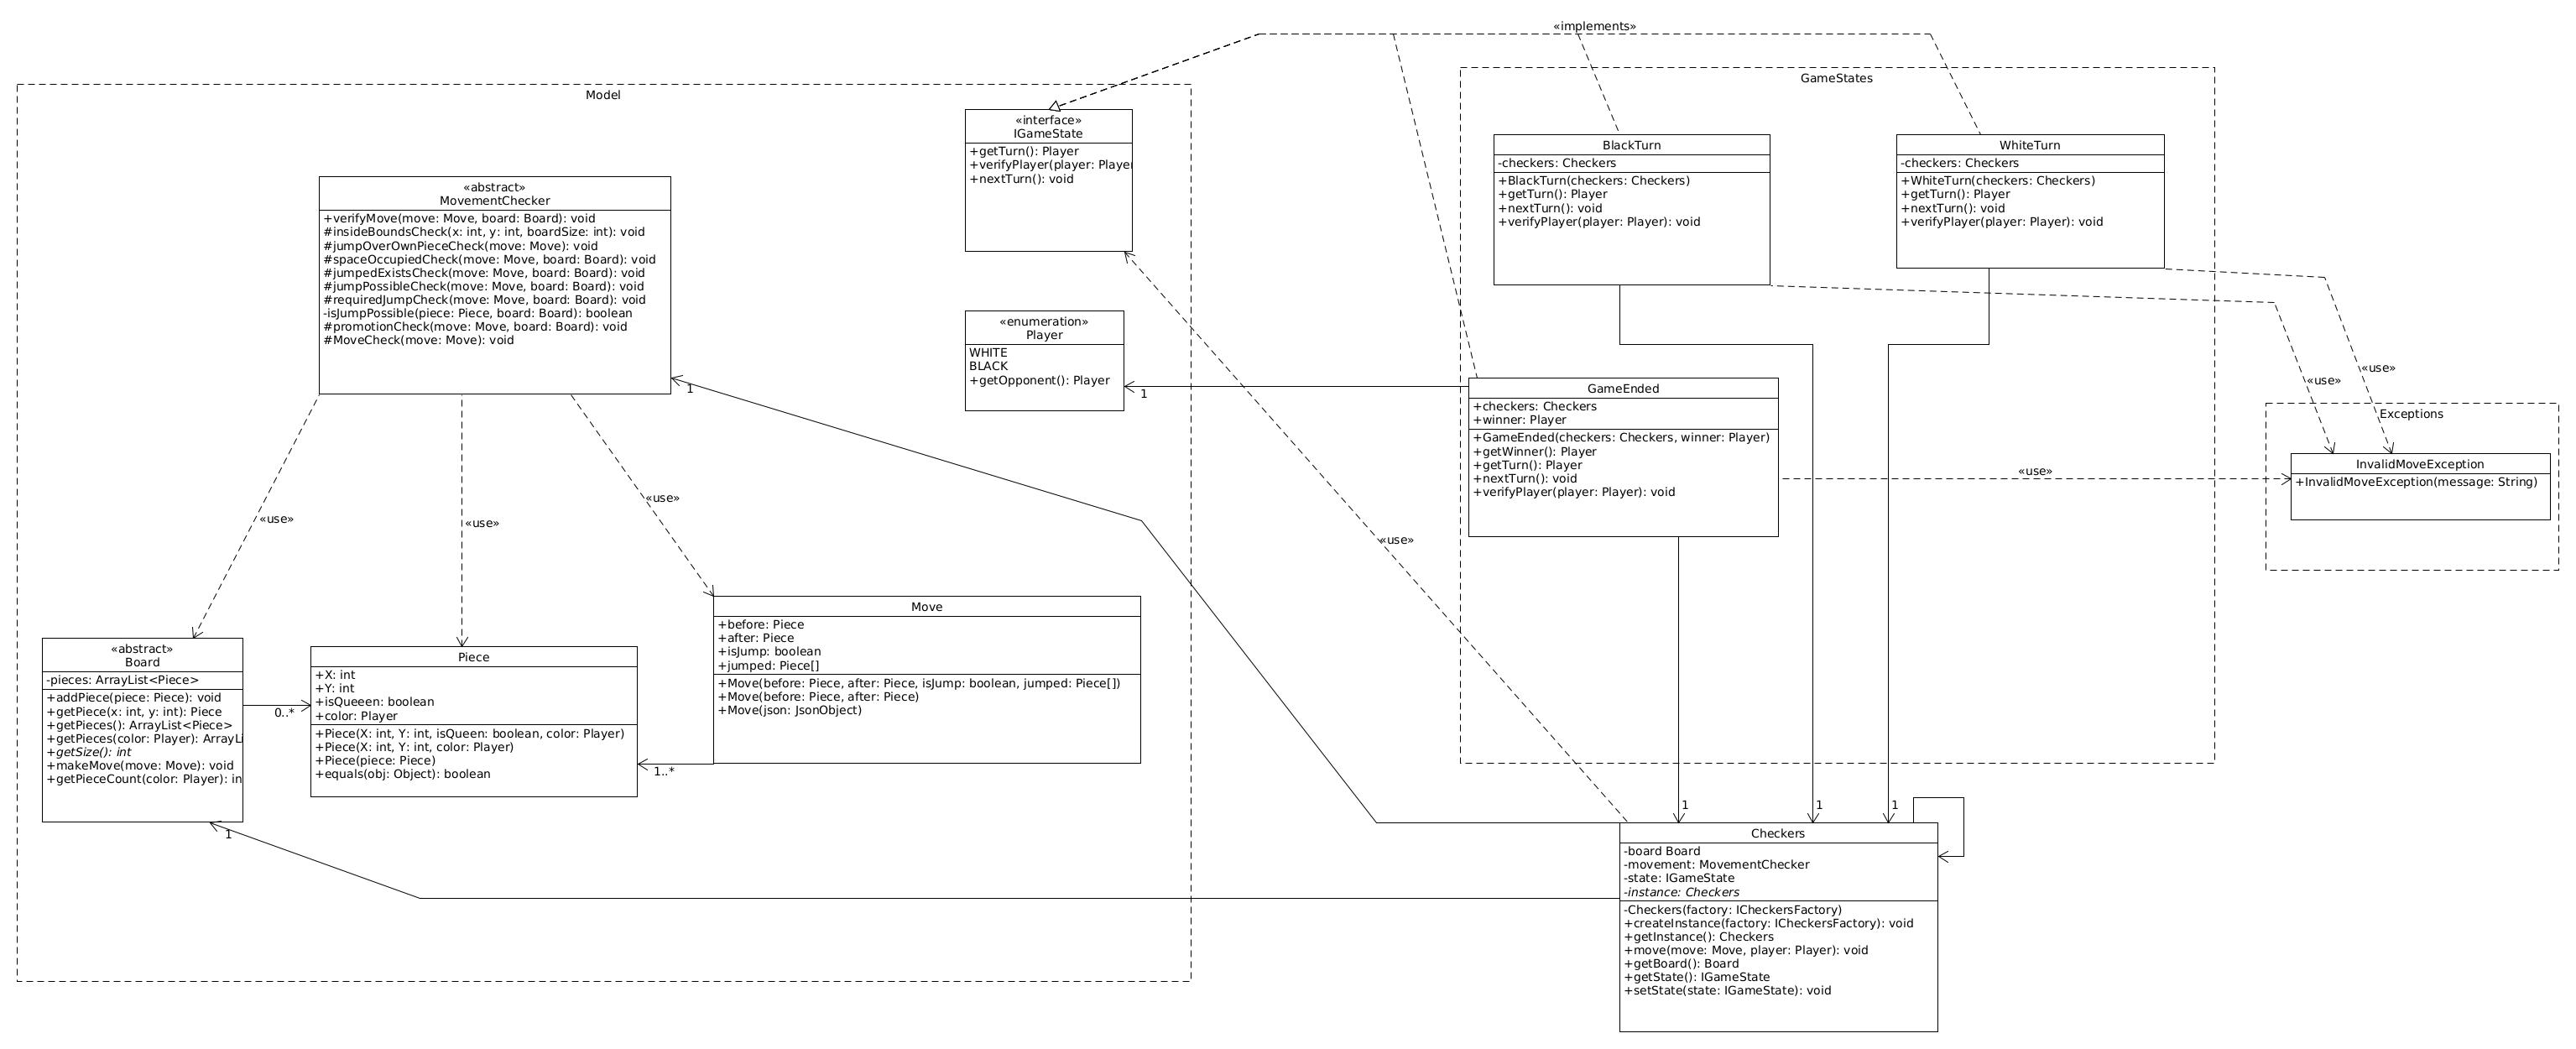 «implements»
Model
«interface»
IGameState
+getTurn(): Player
+verifyPlayer(player: Player
+nextTurn(): void
«abstract»
MovementChecker
+verifyMove(move: Move, board: Board): void
#insideBoundsCheck(x: int, y: int, boardSize: int): void
#jumpOverOwnPieceCheck(move: Move): void
#spaceOccupiedCheck(move: Move, board: Board): void
#jumpedExistsCheck(move: Move, board: Board): void
#jumpPossibleCheck(move: Move, board: Board): void
#requiredJumpCheck(move: Move, board: Board): void
-isJumpPossible(piece: Piece, board: Board): boolean
#promotionCheck(move: Move, board: Board): void
#MoveCheck(move: Move): void
1
«enumeration»
Player
WHITE
BLACK
+getOpponent(): Player
1
«use»
«use»
«use»
«abstract»
Board
-pieces: ArrayList<Piece>
+addPiece(piece: Piece): void
+getPiece(x: int, y: int): Piece
+getPieces(): ArrayList<Piece>
+getPieces(color: Player): ArrayLi
+getSize(): int
+makeMove(move: Move): void
+getPieceCount(color: Player): in
1
0..*
Piece
+X: int
+Y: int
+isQueeen: boolean
+color: Player
+Piece(X: int, Y: int, isQueen: boolean, color: Player)
+Piece(X: int, Y: int, color: Player)
+Piece(piece: Piece)
+equals(obj: Object): boolean
1..*
Move
+before: Piece
+after: Piece
+isJump: boolean
+jumped: Piece[]
+Move(before: Piece, after: Piece, isJump: boolean, jumped: Piece[])
+Move(before: Piece, after: Piece)
+Move(json: JsonObject)
GameStates
BlackTurn
-checkers: Checkers
+BlackTurn(checkers: Checkers)
+getTurn(): Player
+nextTurn(): void
+verifyPlayer(player: Player): void
WhiteTurn
-checkers: Checkers
+WhiteTurn(checkers: Checkers)
+getTurn(): Player
+nextTurn(): void
+verifyPlayer(player: Player): void
GameEnded
+checkers: Checkers
+winner: Player
+GameEnded(checkers: Checkers, winner: Player)
+getWinner(): Player
+getTurn(): Player
+nextTurn(): void
+verifyPlayer(player: Player): void
«use»
«use»
«use»
«use»
Exceptions
InvalidMoveException
+InvalidMoveException(message: String)
1
1
1
Checkers
-board Board
-movement: MovementChecker
-state: IGameState
-instance: Checkers
-Checkers(factory: ICheckersFactory)
+createInstance(factory: ICheckersFactory): void
+getInstance(): Checkers
+move(move: Move, player: Player): void
+getBoard(): Board
+getState(): IGameState
+setState(state: IGameState): void